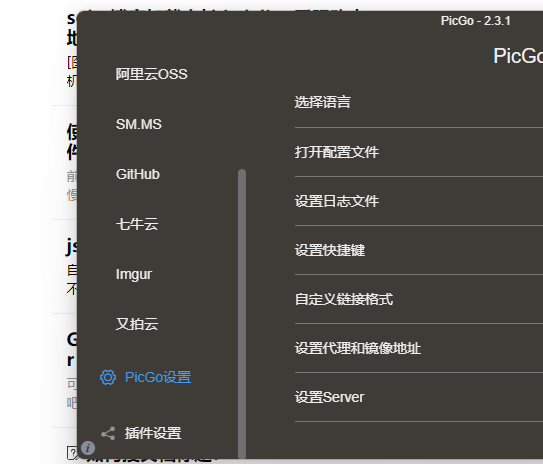 PicGo - 2.3.1
PicGo
阿里云OSS
SM.MS
GitHub
七牛云
Imgur
又拍云
PicGo设置
插件设置
选择语言
打开配置文件
设置日志文件
设置快捷键
自定义链接格式
设置代理和镜像地址
设置Server